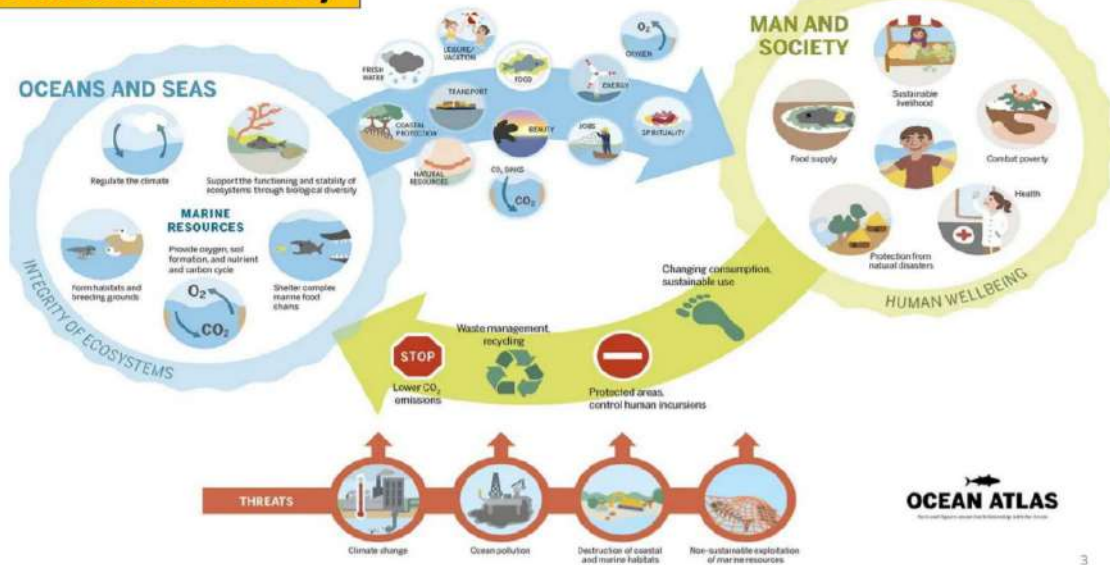 OCEANS AND SEAS
Regulate the climate
Support the functioning and stability of
ecosystems through biological diversity
MARINE
RESOURCES
Provide oxygen, soil
formation, and nutrient
and carbon cycle
Form habitats and
breeding grounds
O₂
CO₂
Shelter complex
marine food
chains
INTEGRITY OF ECOSYSTEMS
FRESH
WATER
LEISURE/
VACATION
FOOD
ENERGY
O₂
OXYGEN
COASTAL
PROTECTION
TRANSPORT
BEAUTY
JOBS
SPIRITUALITY
NATURAL
RESOURCES
CO₂ SINKS
CO₂
MAN AND
SOCIETY
Sustainable
livelihood
Food supply
Combat poverty
Health
Protection from
natural disasters
HUMAN WELLBEING
Changing consumption,
sustainable use
Waste management,
recycling
STOP
Lower CO₂
emissions
Protected areas,
control human incursions
THREATS
Climate change
Ocean pollution
Destruction of coastal
and marine habitats
Non-sustainable exploitation
of marine resources
OCEAN ATLAS
3